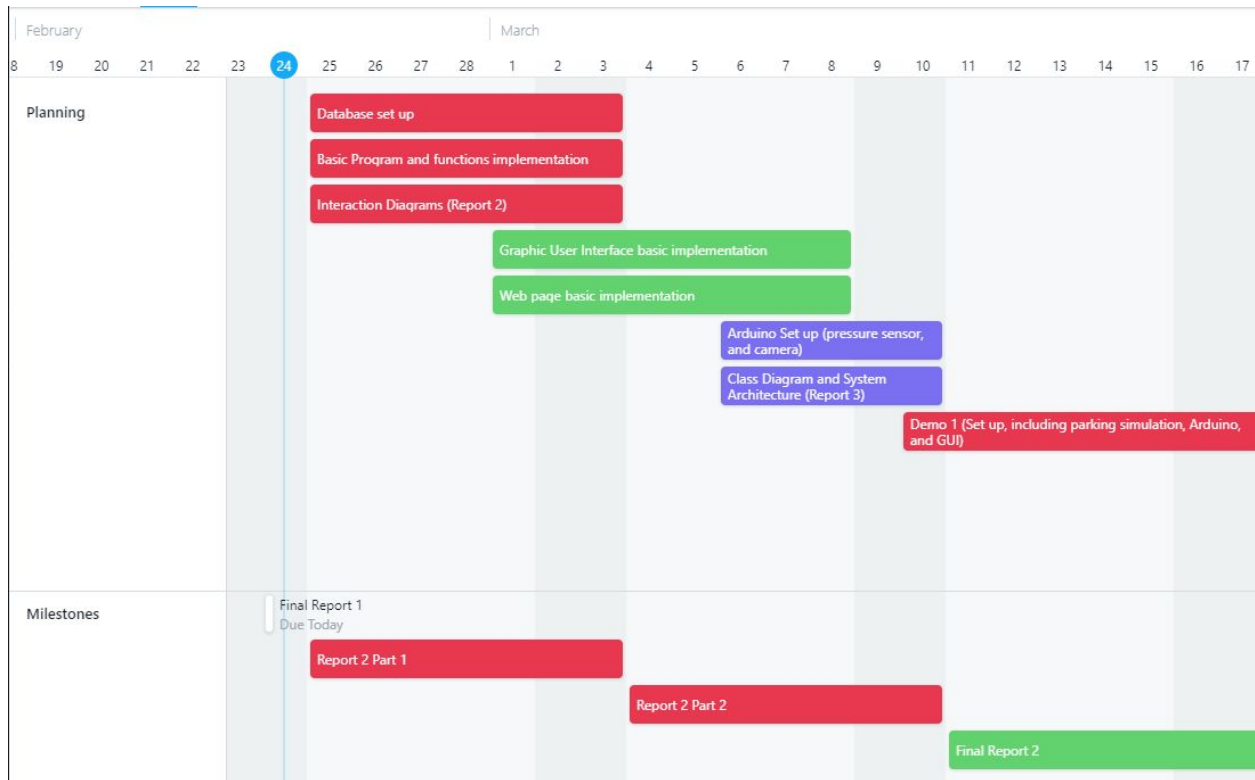 February
March
8 19 20 21 22 23 24 25 26 27 28 1 2 3 4 5 6 7 8 9 10 11 12 13 14 15 16 17
Planning
Database set up
Basic Program and functions implementation
Interaction Diagrams (Report 2)
Graphic User Interface basic implementation
Web page basic implementation
Arduino Set up (pressure sensor,
and camera)
Class Diagram and System
Architecture (Report 3)
Demo 1 (Set up, including parking simulation, Arduino,
and GUI)
Milestones
Final Report 1
Due Today
Report 2 Part 1
Report 2 Part 2
Final Report 2